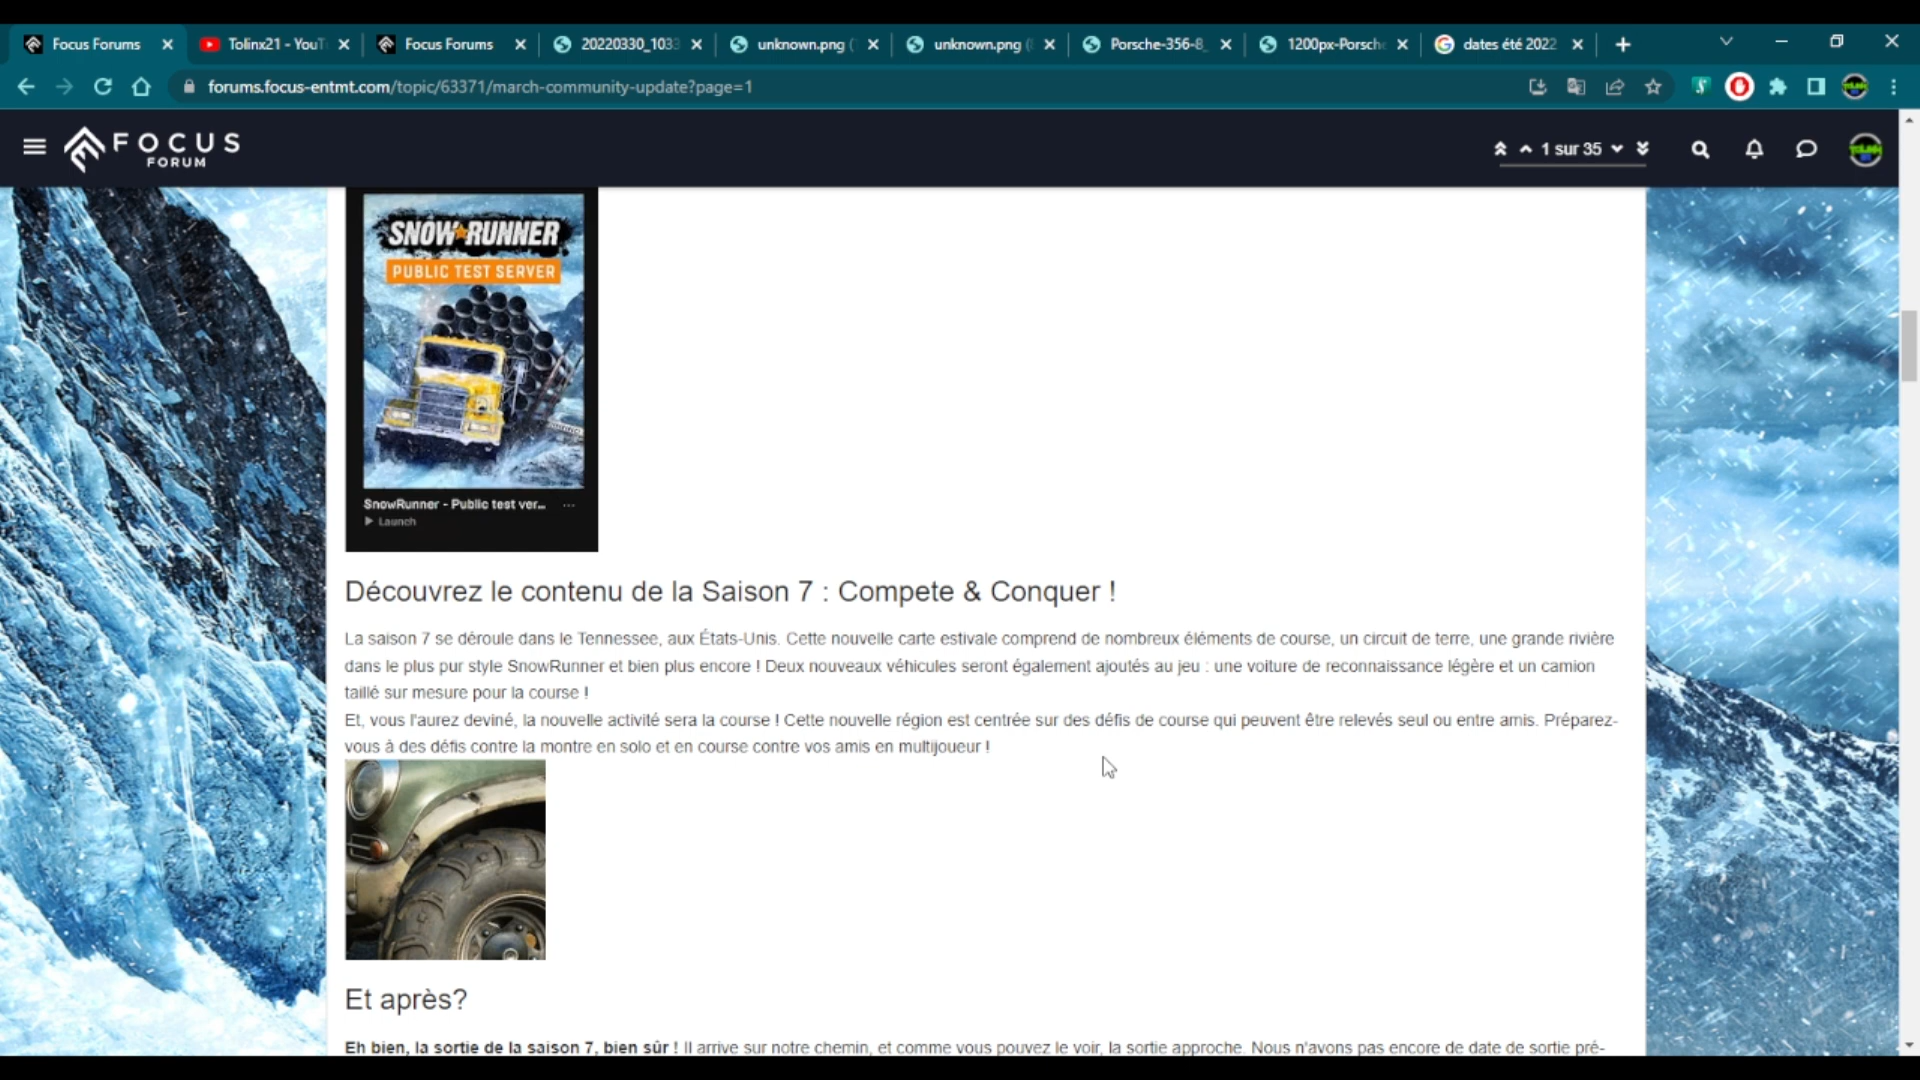 Focus Forums
Tolinx21 - YouT
Focus Forums
20220330_1033
unknown.png (
unknown.png (
Porsche-356-8
1200px-Porsch
dates été 2022
forums.focus-entmt.com/topic/63371/march-community-update?page=1
FOCUS
FORUM
1 sur 35
SNOW RUNNER
PUBLIC TEST SERVER
SnowRunner - Public test ver... ...
Launch
Découvrez le contenu de la Saison 7 : Compete & Conquer !
La saison 7 se déroule dans le Tennessee, aux États-Unis. Cette nouvelle carte estivale comprend de nombreux éléments de course, un circuit de terre, une grande rivière
dans le plus pur style SnowRunner et bien plus encore ! Deux nouveaux véhicules seront également ajoutés au jeu : une voiture de reconnaissance légère et un camion
taillé sur mesure pour la course !
Et, vous l'aurez deviné, la nouvelle activité sera la course ! Cette nouvelle région est centrée sur des défis de course qui peuvent être relevés seul ou entre amis. Préparez-
vous à des défis contre la montre en solo et en course contre vos amis en multijoueur !
Et après?
Eh bien, la sortie de la saison 7, bien sûr ! Il arrive sur notre chemin, et comme vous pouvez le voir, la sortie approche. Nous n'avons pas encore de date de sortie pré-